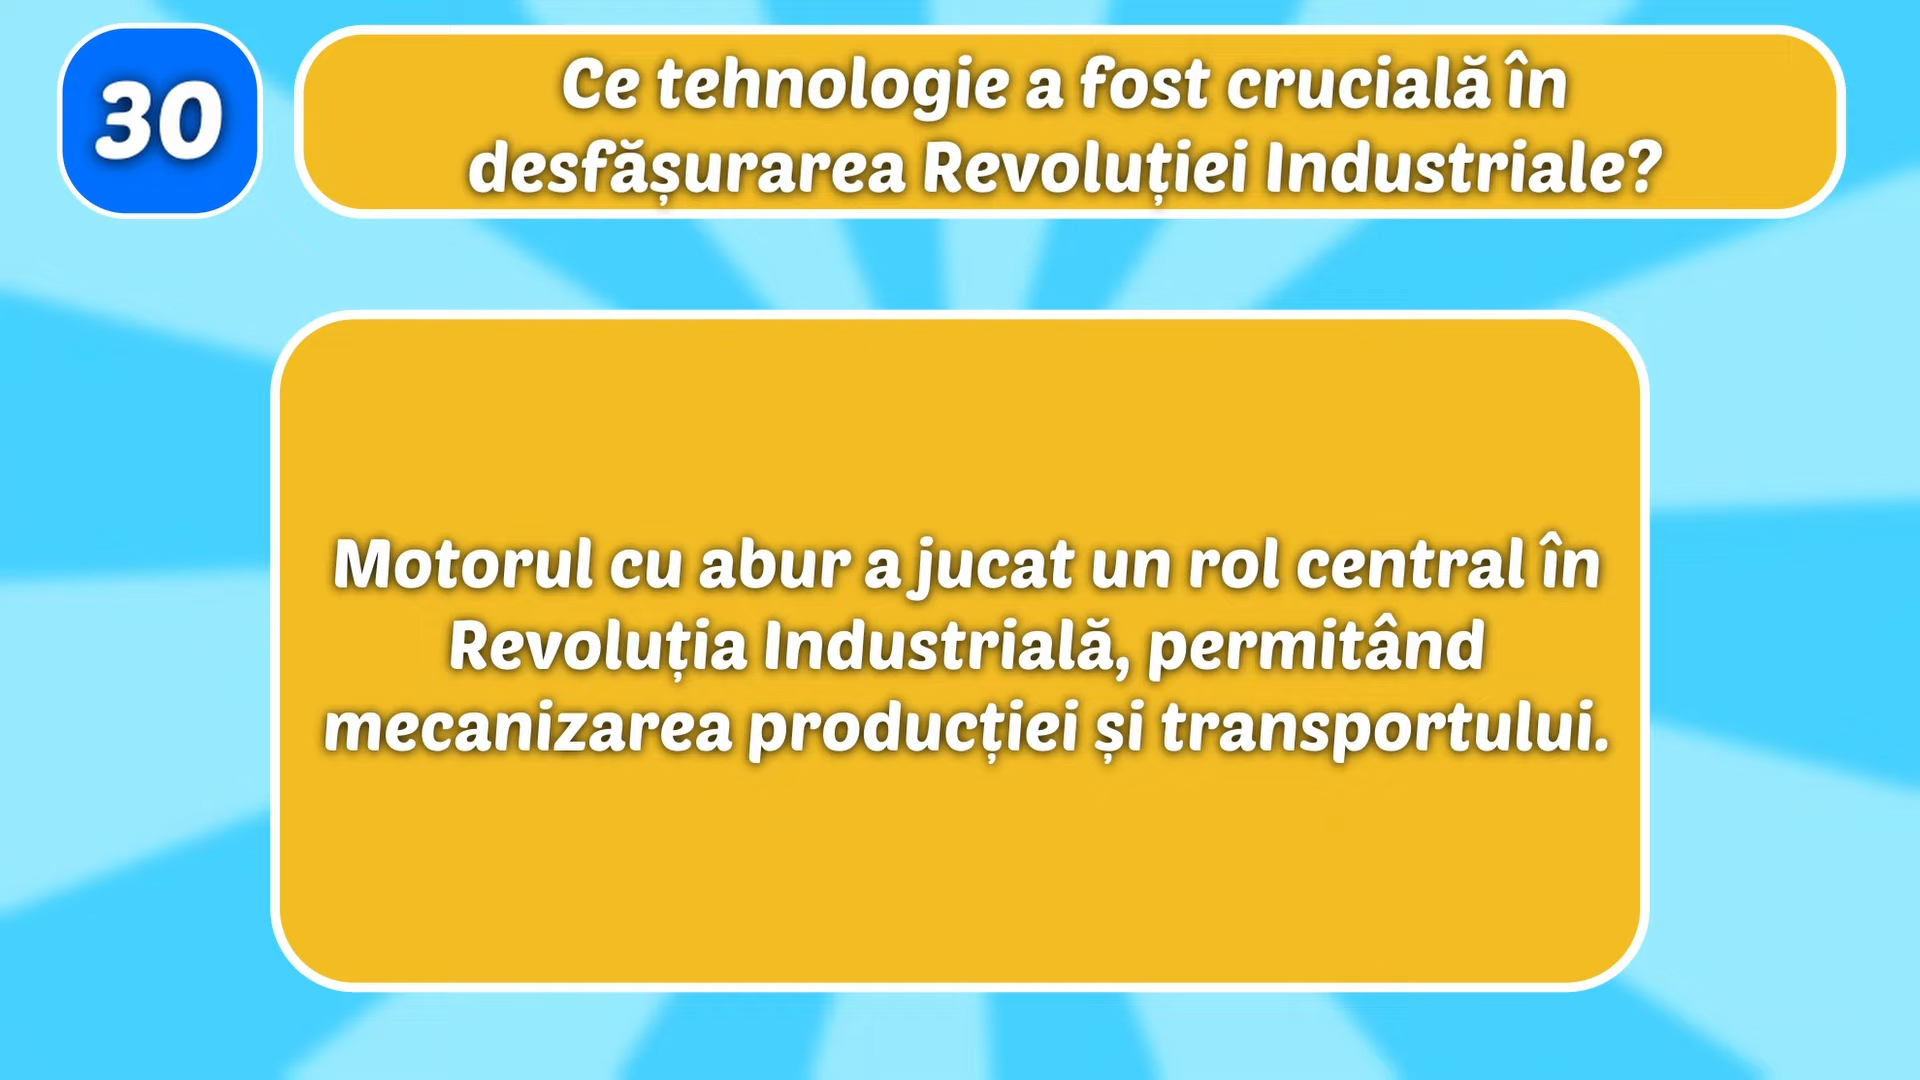 30
Ce tehnologie a fost crucială în
desfășurarea Revoluției Industriale?
Motorul cu abur a jucat un rol central în
Revoluția Industrială, permitând
mecanizarea producției și transportului.